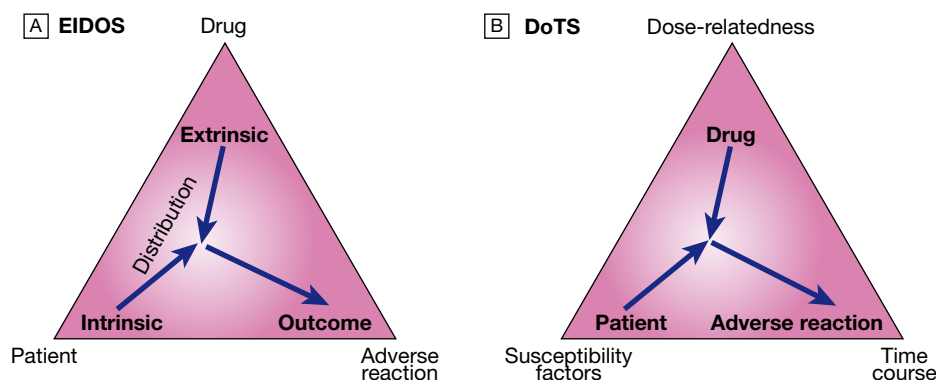 A EIDOS
Drug
Extrinsic
Distribution
Intrinsic
Outcome
Patient
Adverse
reaction
B DoTS
Dose-relatedness
Drug
Patient
Adverse reaction
Susceptibility
factors
Time
course